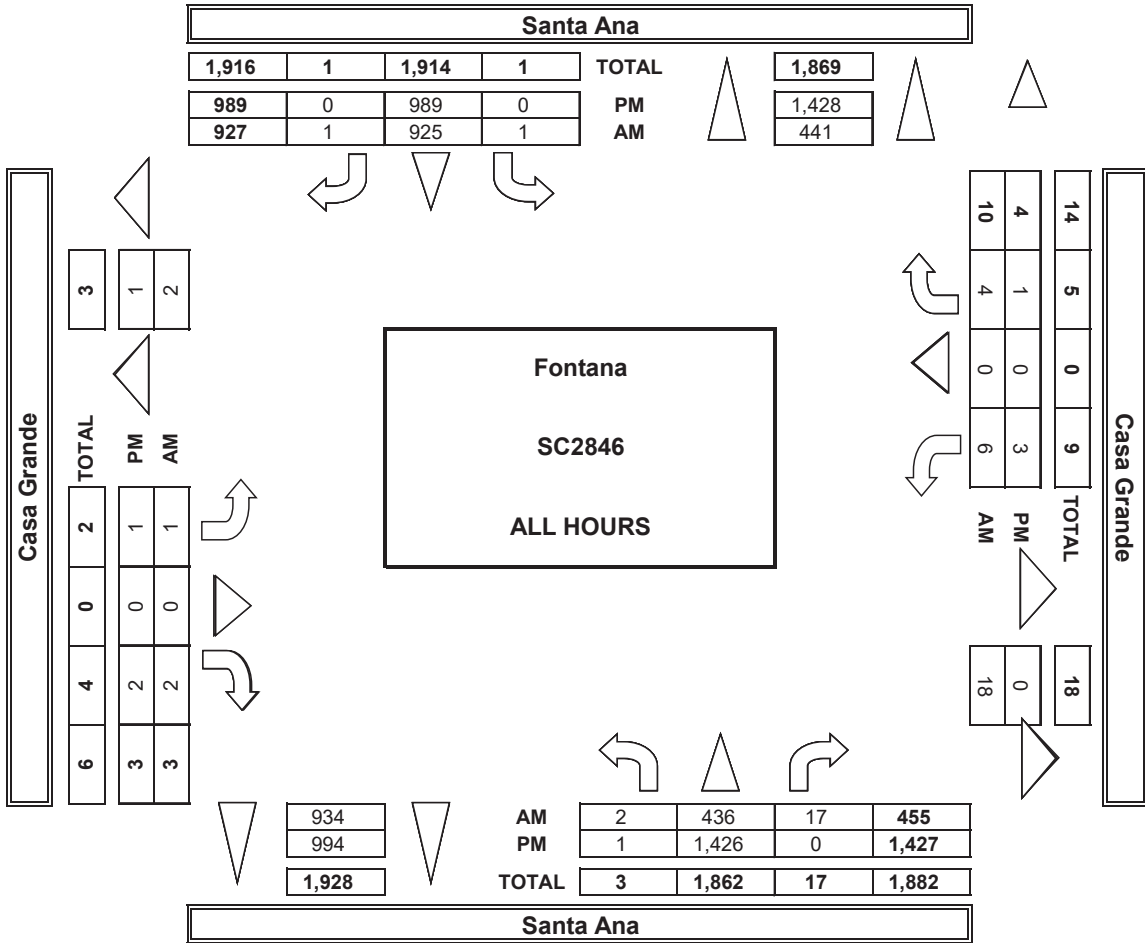 Santa Ana
1,916 1 1,914 1 TOTAL 1,869
989 0 989 0 PM 1,428
927 1 925 1 AM 441
Casa Grande
3 1 2
TOTAL PM AM
2 1 1
0 0 0
4 2 2
6 3 3
Fontana
SC2846
ALL HOURS
10 4 14
4 1 5
0 0 0
6 3 9
AM PM TOTAL
18 0 18
Casa Grande
934 AM 2 436 17 455
994 PM 1 1,426 0 1,427
1,928 TOTAL 3 1,862 17 1,882
Santa Ana